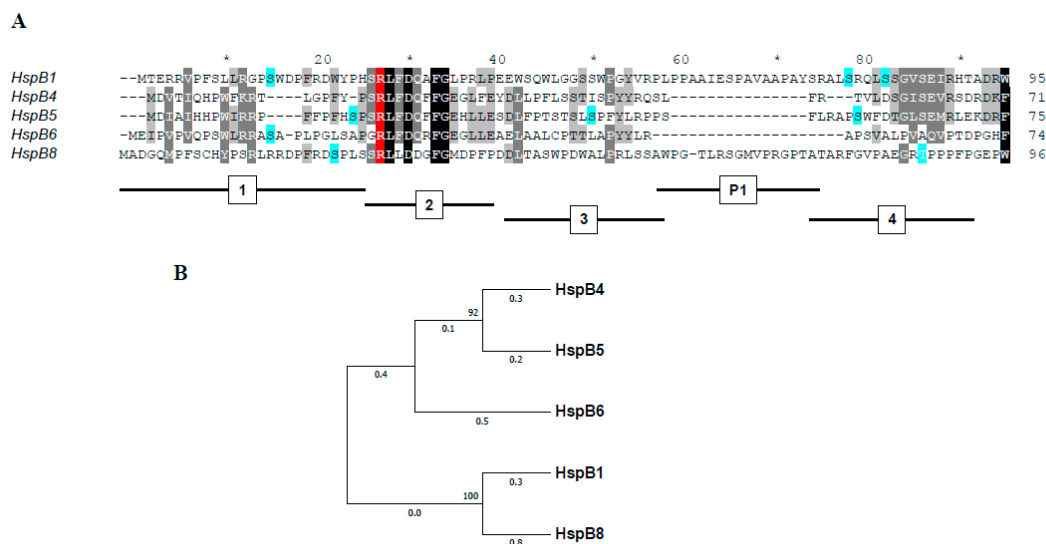 A
* 20 * 40 * 60 * 80 *
HspB1 --MTERRVPFSLLRGPSWDPFRDWYPHSRLFDQAFGLPRLPEEWSQWLGGSSWPGYVRPLPPAAIESPAVAAPAYSRALSRQLSSGVSEIRHTADRW 95
HspB4 ---MDVTIQHPWFKRT----LGPFY-PSRLFDQFFGEGLFEYDLLPFLSSTISPYYRQSL---------------FR---TVLDSGISEVRSDRDKF 71
HspB5 ---MDIAIHHPWIRRP----FFPFHSPSRLFDQFFGEHLLESDLFPTSTSLSPFYLRPPS---------------FLRAPSWFDTGLSEMRLEKDRF 75
HspB6 -MEIPVPVQPSWLRRASA-PLPGLSAPGRLFDQRFGEGLLEAELAALCPTTLAPYYLR---------------------APSVALPVAQVPTDPGHF 74
HspB8 MADGQMPFSCHYPSRLRRDPFRDSPLSSRLLDDGFGMDPFPDDLTASWPDWALPRLSSAWPG-TLRSGMVPRGPTATARFGVPAEGRTPPPFPGEPW 96
1 2 3 P1 4
B
HspB4
0.3
92
0.1
HspB5
0.2
0.4
HspB6
0.5
HspB1
0.3
100
0.0
HspB8
0.8